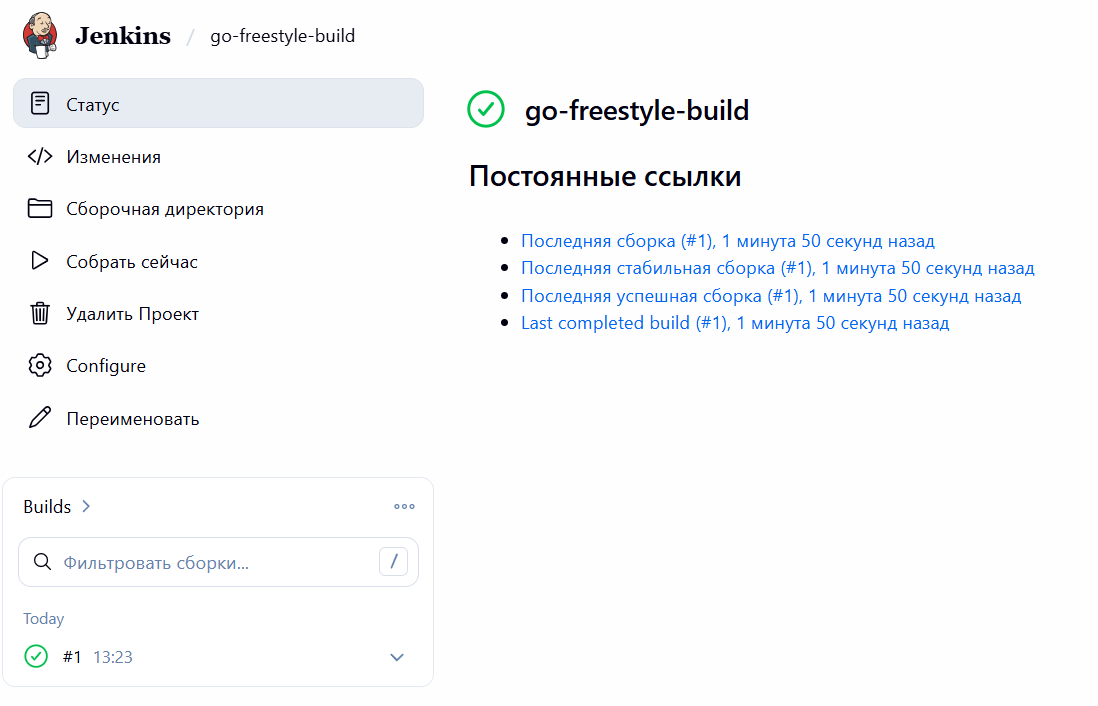 Jenkins / go-freestyle-build
Статус
Изменения
Сборочная директория
Собрать сейчас
Удалить Проект
Configure
Переименовать
Builds
Фильтровать сборки... /
Today
#1 13:23
go-freestyle-build
Постоянные ссылки
Последняя сборка (#1), 1 минута 50 секунд назад
Последняя стабильная сборка (#1), 1 минута 50 секунд назад
Последняя успешная сборка (#1), 1 минута 50 секунд назад
Last completed build (#1), 1 минута 50 секунд назад